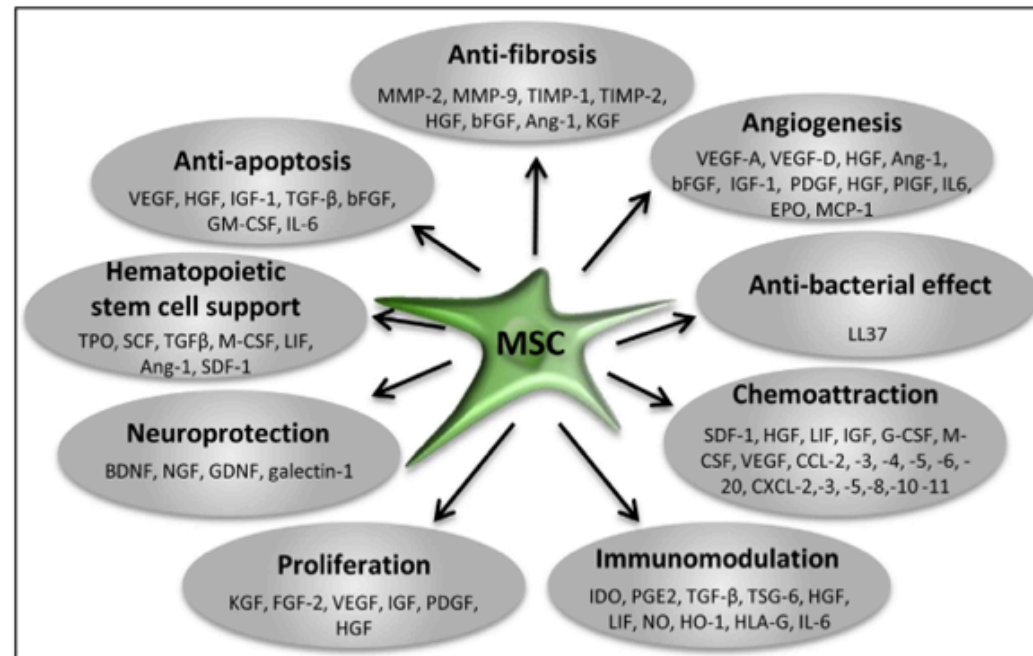 Anti-fibrosis
MMP-2, MMP-9, TIMP-1, TIMP-2,
HGF, bFGF, Ang-1, KGF
Angiogenesis
VEGF-A, VEGF-D, HGF, Ang-1,
bFGF, IGF-1, PDGF, HGF, PIGF, IL6,
EPO, MCP-1
Anti-apoptosis
VEGF, HGF, IGF-1, TGF-β, bFGF,
GM-CSF, IL-6
Hematopoietic
stem cell support
TPO, SCF, TGFβ, M-CSF, LIF,
Ang-1, SDF-1
Anti-bacterial effect
LL37
MSC
Neuroprotection
BDNF, NGF, GDNF, galectin-1
Chemoattraction
SDF-1, HGF, LIF, IGF, G-CSF, M-
CSF, VEGF, CCL-2, -3, -4, -5, -6, -
20, CXCL-2,-3, -5,-8,-10 -11
Proliferation
KGF, FGF-2, VEGF, IGF, PDGF,
HGF
Immunomodulation
IDO, PGE2, TGF-β, TSG-6, HGF,
LIF, NO, HO-1, HLA-G, IL-6